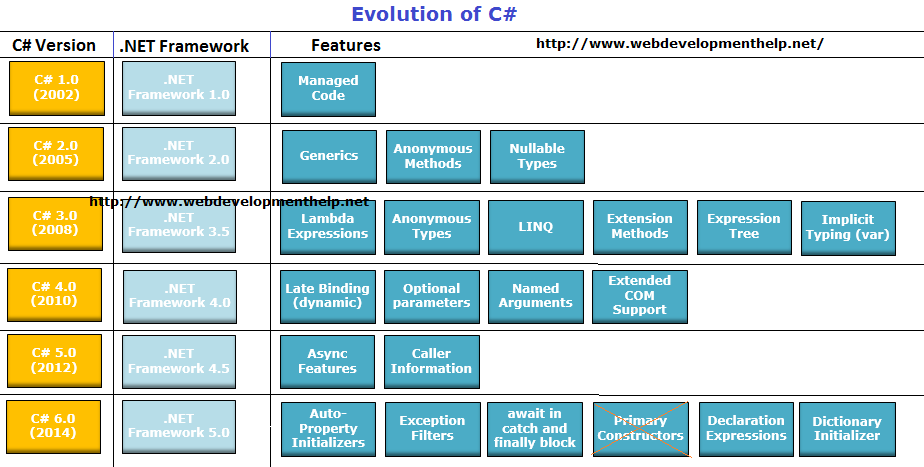 Evolution of C#
C# Version .NET Framework Features http://www.webdevelopmenthelp.net/
C# 1.0
(2002)
.NET
Framework 1.0
Managed
Code
C# 2.0
(2005)
.NET
Framework 2.0
Generics
Anonymous
Methods
Nullable
Types
http://www.webdevelopmenthelp.net
C# 3.0
(2008)
.NET
Framework 3.5
Lambda
Expressions
Anonymous
Types
LINQ
Extension
Methods
Expression
Tree
Implicit
Typing (var)
C# 4.0
(2010)
.NET
Framework 4.0
Late Binding
(dynamic)
Optional
parameters
Named
Arguments
Extended
COM
Support
C# 5.0
(2012)
.NET
Framework 4.5
Async
Features
Caller
Information
C# 6.0
(2014)
.NET
Framework 5.0
Auto-
Property
Initializers
Exception
Filters
await in
catch and
finally block
Primary
Constructors
Declaration
Expressions
Dictionary
Initializer